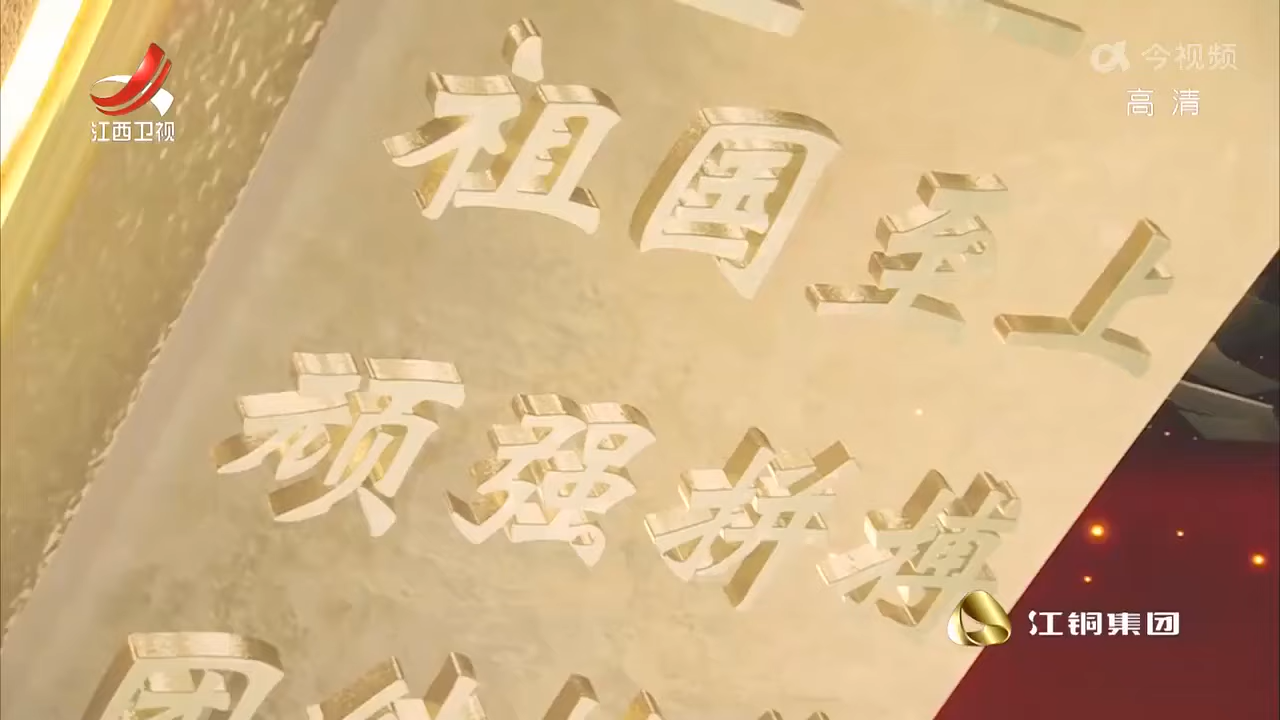 江西卫视
今视频
高清
祖国至上
顽强拼搏
团
江铜集团